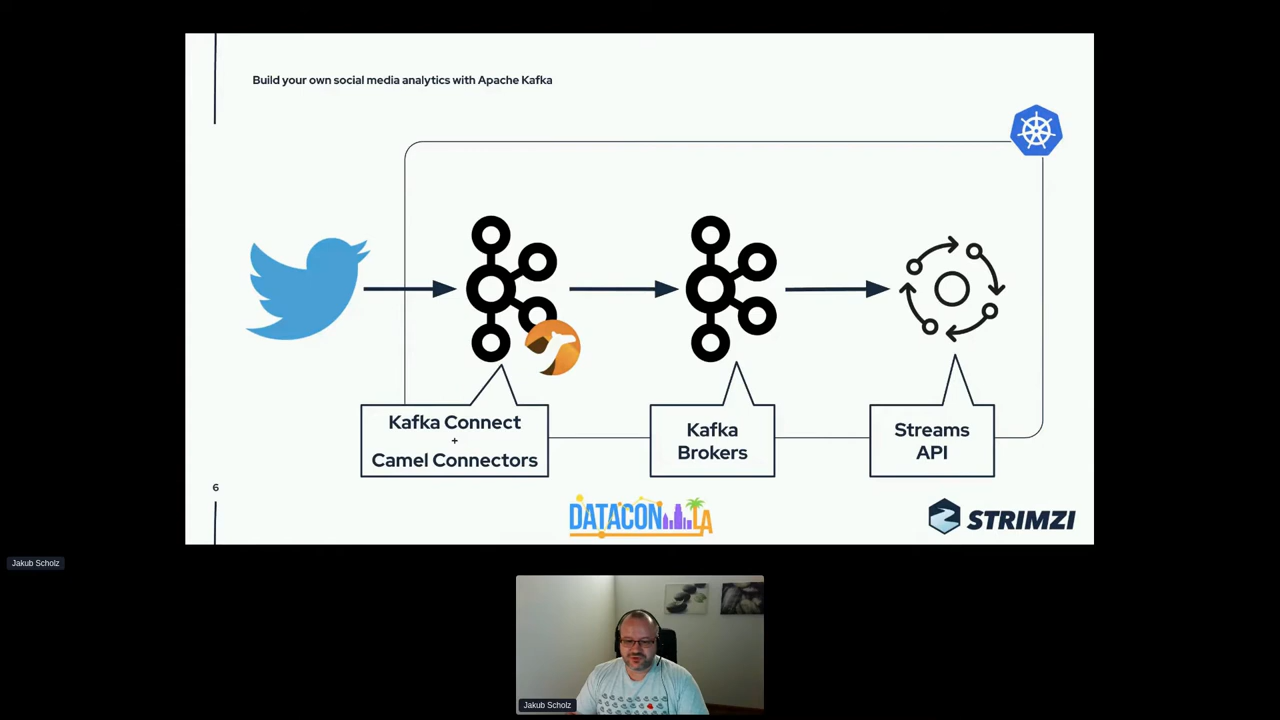 Build your own social media analytics with Apache Kafka
Kafka Connect
+
Camel Connectors
Kafka
Brokers
Streams
API
6
DATACON LA
STRIMZI
Jakub Scholz
Jakub Scholz